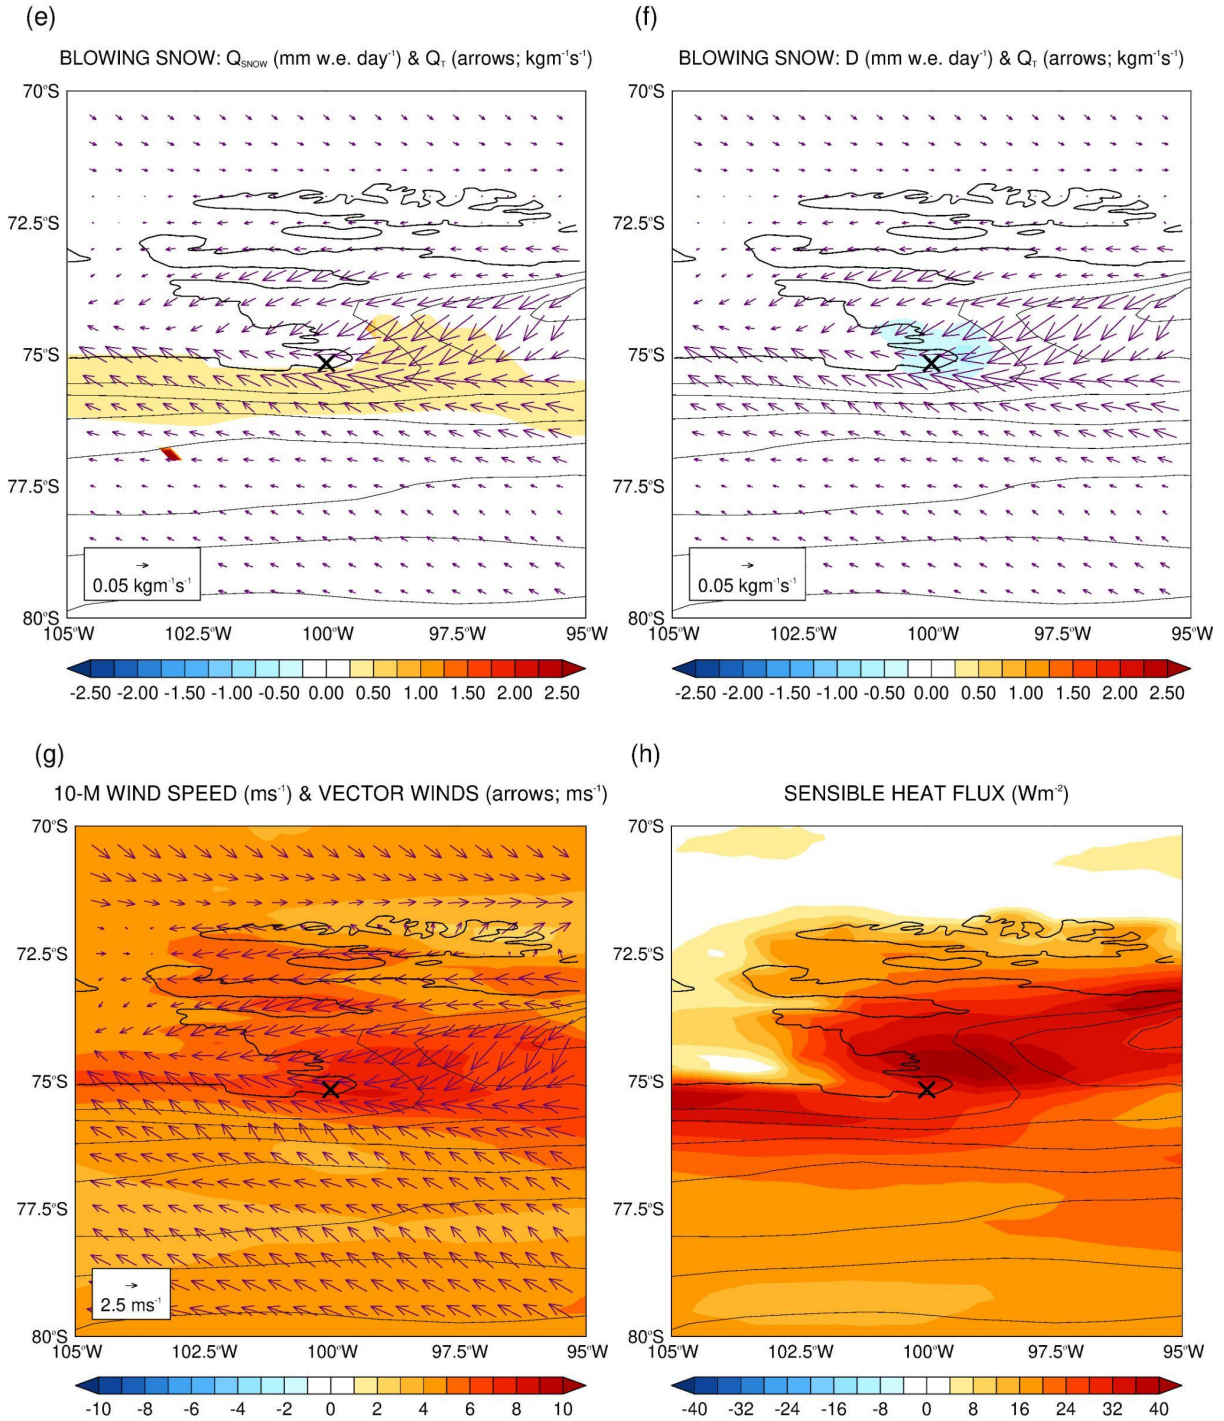 (e)
BLOWING SNOW: Q_SNOW (mm w.e. day⁻¹) & Q_T (arrows; kgm⁻¹s⁻¹)
70°S
72.5°S
75°S
77.5°S
80°S
0.05 kgm⁻¹s⁻¹
105°W 102.5°W 100°W 97.5°W 95°W
-2.50 -2.00 -1.50 -1.00 -0.50 0.00 0.50 1.00 1.50 2.00 2.50
(f)
BLOWING SNOW: D (mm w.e. day⁻¹) & Q_T (arrows; kgm⁻¹s⁻¹)
70°S
72.5°S
75°S
77.5°S
80°S
0.05 kgm⁻¹s⁻¹
105°W 102.5°W 100°W 97.5°W 95°W
-2.50 -2.00 -1.50 -1.00 -0.50 0.00 0.50 1.00 1.50 2.00 2.50
(g)
10-M WIND SPEED (ms⁻¹) & VECTOR WINDS (arrows; ms⁻¹)
70°S
72.5°S
75°S
77.5°S
80°S
2.5 ms⁻¹
105°W 102.5°W 100°W 97.5°W 95°W
-10 -8 -6 -4 -2 0 2 4 6 8 10
(h)
SENSIBLE HEAT FLUX (Wm⁻²)
70°S
72.5°S
75°S
77.5°S
80°S
105°W 102.5°W 100°W 97.5°W 95°W
-40 -32 -24 -16 -8 0 8 16 24 32 40